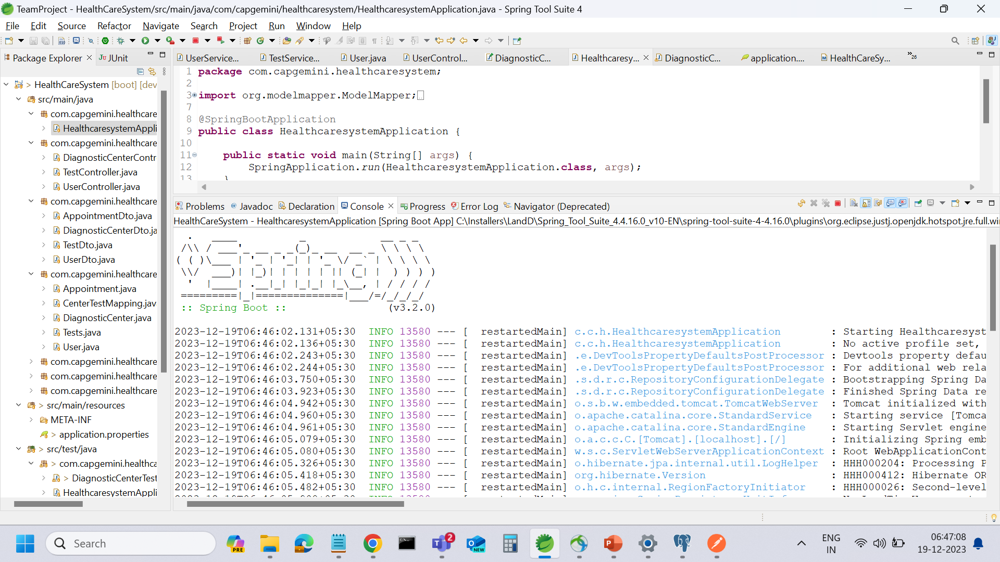 TeamProject - HealthCareSystem/src/main/java/com/capgemini/healthcaresystem/HealthcaresystemApplication.java - Spring Tool Suite 4
File Edit Source Refactor Navigate Search Project Run Window Help
Package Explorer
JUnit
UserService...
TestService...
User.java
UserControl...
DiagnosticC...
Healthcaresy...
DiagnosticC...
application....
HealthCareSy...
»26
> HealthCareSystem [boot] [dev
src/main/java
com.capgemini.healthcare
HealthcaresystemAppli
com.capgemini.healthcare
DiagnosticCenterContr
TestController.java
UserController.java
com.capgemini.healthcare
AppointmentDto.java
DiagnosticCenterDto.ja
TestDto.java
UserDto.java
com.capgemini.healthcare
Appointment.java
CenterTestMapping.jav
DiagnosticCenter.java
Tests.java
User.java
com.capgemini.healthcare
com.capgemini.healthcare
com.capgemini.healthcare
> src/main/resources
META-INF
> application.properties
> src/test/java
> com.capgemini.healthca
> DiagnosticCenterTest
HealthcaresystemAppli
1 package com.capgemini.healthcaresystem;
2
3 import org.modelmapper.ModelMapper;
7
8 @SpringBootApplication
9 public class HealthcaresystemApplication {
10
11 public static void main(String[] args) {
12 SpringApplication.run(HealthcaresystemApplication.class, args);
13 }
Problems
Javadoc
Declaration
Console
Progress
Error Log
Navigator (Deprecated)
HealthCareSystem - HealthcaresystemApplication [Spring Boot App] C:\Installers\LandD\Spring_Tool_Suite_4.4.16.0_v10-EN\spring-tool-suite-4-4.16.0\plugins\org.eclipse.justj.openjdk.hotspot.jre.full.wi
:: Spring Boot :: (v3.2.0)
2023-12-19T06:46:02.131+05:30 INFO 13580 --- [ restartedMain] c.c.h.HealthcaresystemApplication : Starting Healthcaresyst
2023-12-19T06:46:02.136+05:30 INFO 13580 --- [ restartedMain] c.c.h.HealthcaresystemApplication : No active profile set,
2023-12-19T06:46:02.243+05:30 INFO 13580 --- [ restartedMain] .e.DevToolsPropertyDefaultsPostProcessor : Devtools property defau
2023-12-19T06:46:02.244+05:30 INFO 13580 --- [ restartedMain] .e.DevToolsPropertyDefaultsPostProcessor : For additional web rela
2023-12-19T06:46:03.750+05:30 INFO 13580 --- [ restartedMain] .s.d.r.c.RepositoryConfigurationDelegate : Bootstrapping Spring Da
2023-12-19T06:46:03.923+05:30 INFO 13580 --- [ restartedMain] .s.d.r.c.RepositoryConfigurationDelegate : Finished Spring Data re
2023-12-19T06:46:04.942+05:30 INFO 13580 --- [ restartedMain] o.s.b.w.embedded.tomcat.TomcatWebServer : Tomcat initialized with
2023-12-19T06:46:04.960+05:30 INFO 13580 --- [ restartedMain] o.apache.catalina.core.StandardService : Starting service [Tomca
2023-12-19T06:46:04.961+05:30 INFO 13580 --- [ restartedMain] o.apache.catalina.core.StandardEngine : Starting Servlet engine
2023-12-19T06:46:05.079+05:30 INFO 13580 --- [ restartedMain] o.a.c.c.C.[Tomcat].[localhost].[/] : Initializing Spring emb
2023-12-19T06:46:05.080+05:30 INFO 13580 --- [ restartedMain] w.s.c.ServletWebServerApplicationContext : Root WebApplicationCont
2023-12-19T06:46:05.326+05:30 INFO 13580 --- [ restartedMain] o.hibernate.jpa.internal.util.LogHelper : HHH000204: Processing P
2023-12-19T06:46:05.418+05:30 INFO 13580 --- [ restartedMain] org.hibernate.Version : HHH000412: Hibernate OR
2023-12-19T06:46:05.482+05:30 INFO 13580 --- [ restartedMain] o.h.c.internal.RegionFactoryInitiator : HHH000026: Second-level
Search
PRE
2
NEW
ENG
IN
06:47:08
19-12-2023